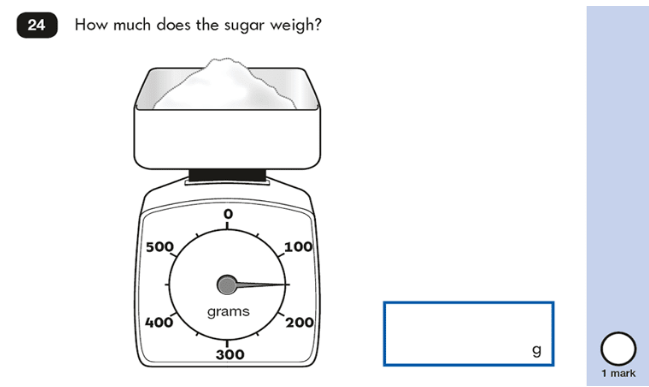 24 How much does the sugar weigh?
0
500 100
grams
400 200
300
g
1 mark